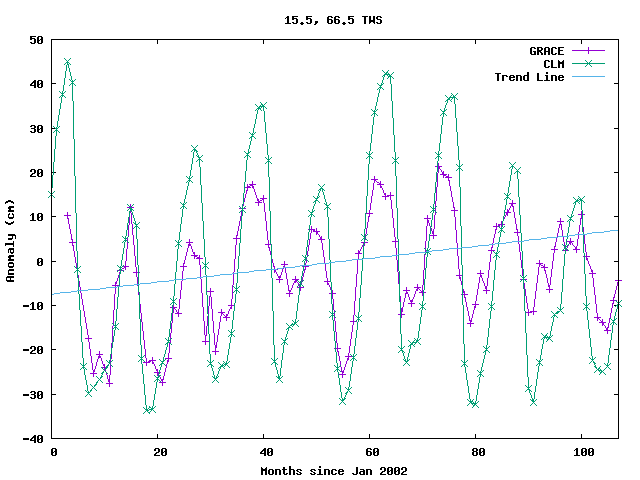 15.5, 66.5 TWS
GRACE
CLM
Trend Line
50
40
30
20
10
0
-10
-20
-30
-40
Anomaly (cm)
0 20 40 60 80 100
Months since Jan 2002